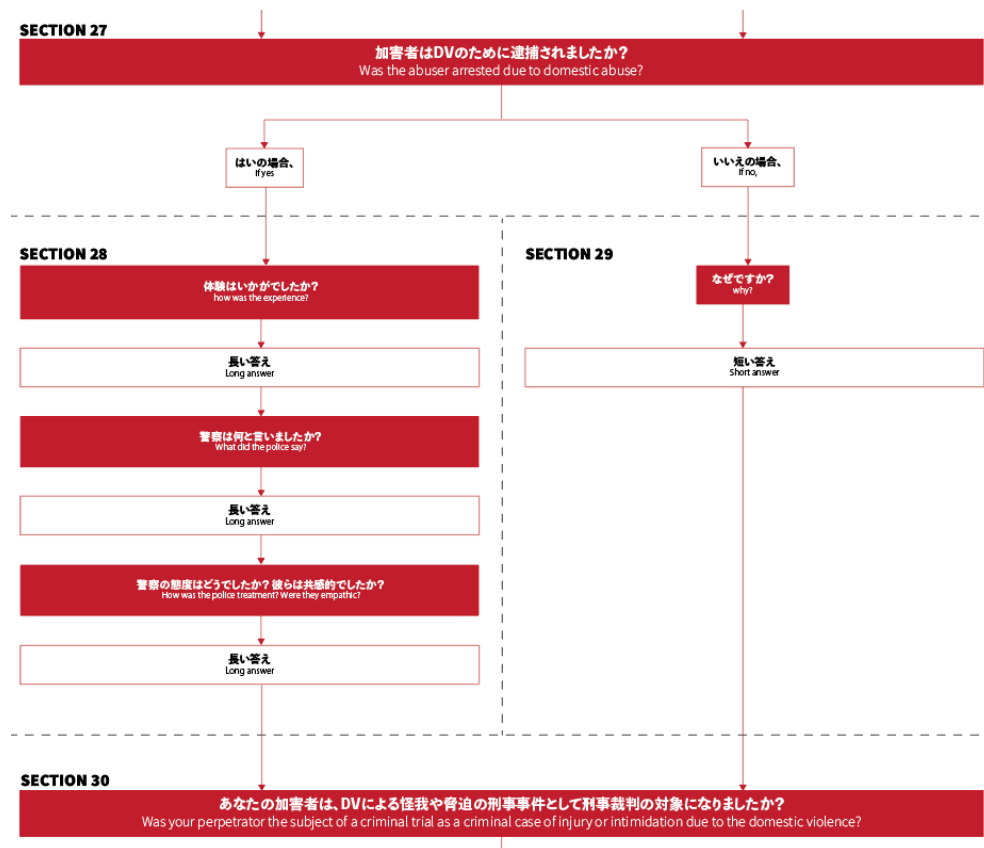 SECTION 27
加害者はDVのために逮捕されましたか?
Was the abuser arrested due to domestic abuse?
はいの場合、
If yes
いいえの場合、
If no,
SECTION 28
体験はいかがでしたか?
how was the experience?
長い答え
Long answer
警察は何と言いましたか?
What did the police say?
長い答え
Long answer
警察の態度はどうでしたか? 彼らは共感的でしたか?
How was the police treatment? Were they empathic?
長い答え
Long answer
SECTION 29
なぜですか?
why?
短い答え
Short answer
SECTION 30
あなたの加害者は、DVによる怪我や脅迫の刑事事件として刑事裁判の対象になりましたか?
Was your perpetrator the subject of a criminal trial as a criminal case of injury or intimidation due to the domestic violence?